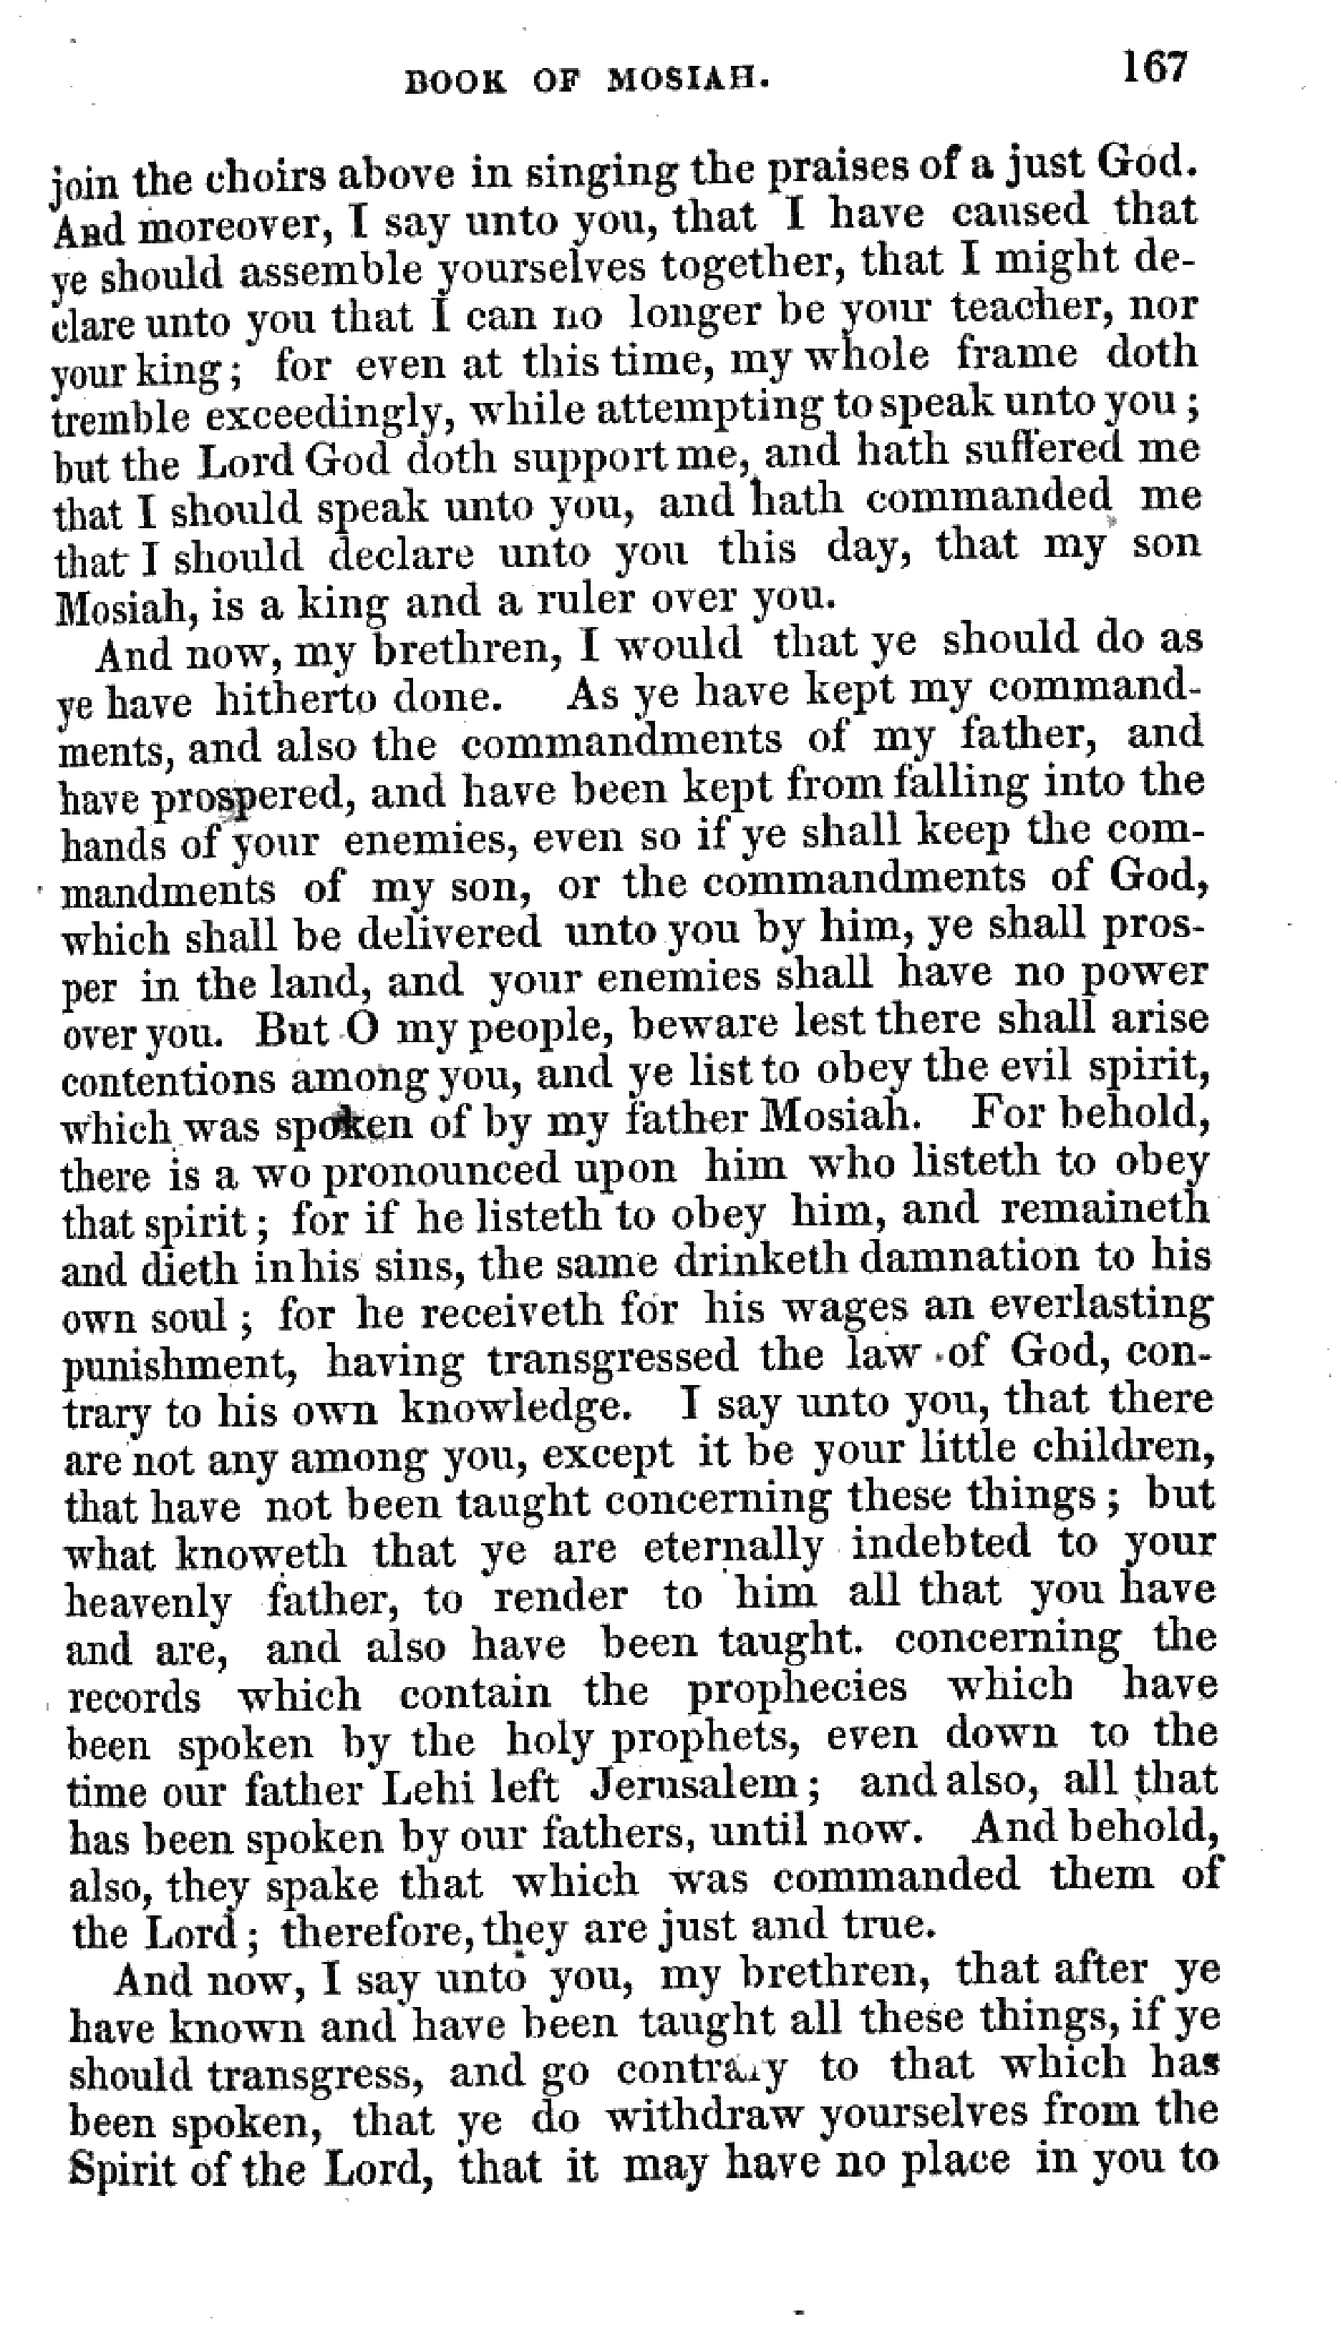 BOOK OF MOSIAH. 167
join the choirs above in singing the praises of a just God.
And moreover, I say unto you, that I have caused that
ye should assemble yourselves together, that I might de-
clare unto you that I can no longer be your teacher, nor
your king; for even at this time, my whole frame doth
tremble exceedingly, while attempting to speak unto you;
but the Lord God doth support me, and hath suffered me
that I should speak unto you, and hath commanded me
that I should declare unto you this day, that my son
Mosiah, is a king and a ruler over you.
And now, my brethren, I would that ye should do as
ye have hitherto done. As ye have kept my command-
ments, and also the commandments of my father, and
have prospered, and have been kept from falling into the
hands of your enemies, even so if ye shall keep the com-
mandments of my son, or the commandments of God,
which shall be delivered unto you by him, ye shall pros-
per in the land, and your enemies shall have no power
over you. But O my people, beware lest there shall arise
contentions among you, and ye list to obey the evil spirit,
which was spoken of by my father Mosiah. For behold,
there is a wo pronounced upon him who listeth to obey
that spirit; for if he listeth to obey him, and remaineth
and dieth in his sins, the same drinketh damnation to his
own soul; for he receiveth for his wages an everlasting
punishment, having transgressed the law of God, con-
trary to his own knowledge. I say unto you, that there
are not any among you, except it be your little children,
that have not been taught concerning these things; but
what knoweth that ye are eternally indebted to your
heavenly father, to render to him all that you have
and are, and also have been taught. concerning the
records which contain the prophecies which have
been spoken by the holy prophets, even down to the
time our father Lehi left Jerusalem; and also, all that
has been spoken by our fathers, until now. And behold,
also, they spake that which was commanded them of
the Lord; therefore, they are just and true.
And now, I say unto you, my brethren, that after ye
have known and have been taught all these things, if ye
should transgress, and go contrary to that which has
been spoken, that ye do withdraw yourselves from the
Spirit of the Lord, that it may have no place in you to